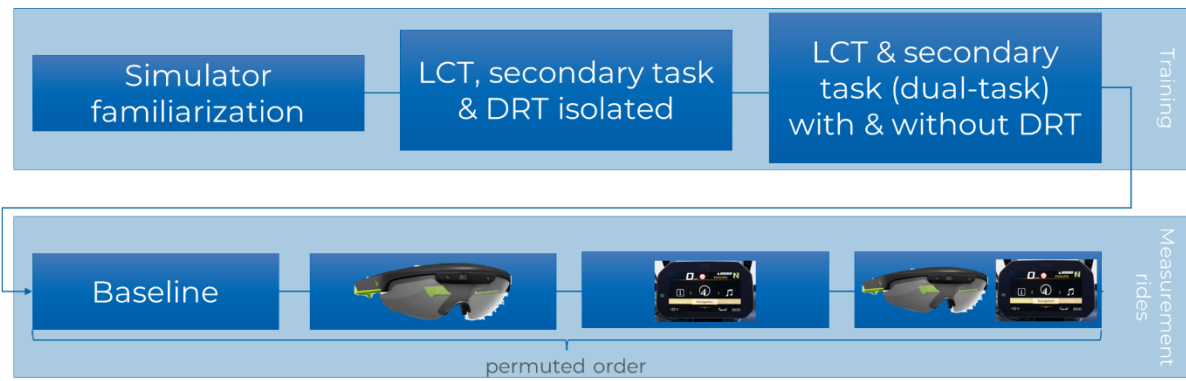 Simulator
familiarization
LCT, secondary task
& DRT isolated
LCT & secondary
task (dual-task)
with & without DRT
Training
Baseline
N
N
Measurement
rides
permuted order